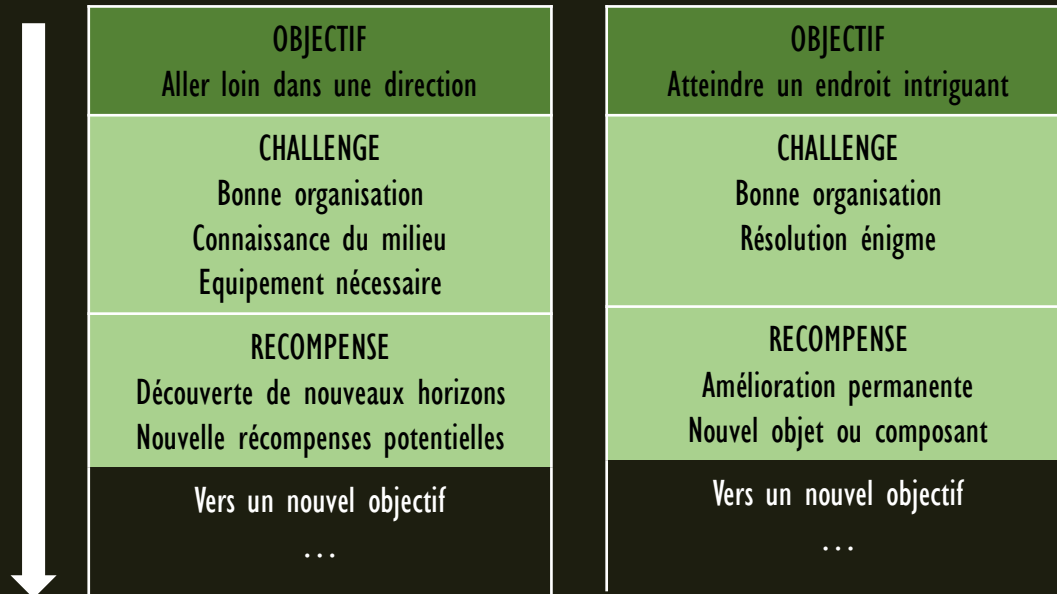 OBJECTIF
Aller loin dans une direction
CHALLENGE
Bonne organisation
Connaissance du milieu
Equipement nécessaire
RECOMPENSE
Découverte de nouveaux horizons
Nouvelle récompenses potentielles
Vers un nouvel objectif
...
OBJECTIF
Atteindre un endroit intriguant
CHALLENGE
Bonne organisation
Résolution énigme
RECOMPENSE
Amélioration permanente
Nouvel objet ou composant
Vers un nouvel objectif
...